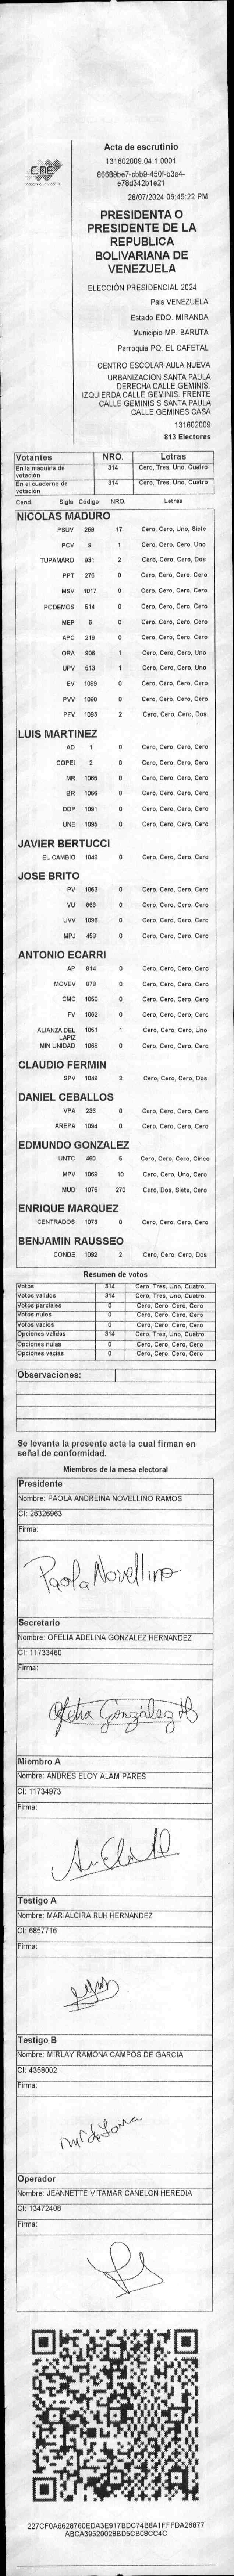 CNE
Acta de escrutinio
131602009.04.1.0001
86689be7-cbb9-450f-b3e4-
e76d342b1e21
28/07/2024 06:45:22 PM
PRESIDENTA O
PRESIDENTE DE LA
REPUBLICA
BOLIVARIANA DE
VENEZUELA
ELECCIÓN PRESIDENCIAL 2024
Pais VENEZUELA
Estado EDO. MIRANDA
Municipio MP. BARUTA
Parroquia PQ. EL CAFETAL
CENTRO ESCOLAR AULA NUEVA
URBANIZACION SANTA PAULA
DERECHA CALLE GEMINIS.
IZQUIERDA CALLE GEMINIS. FRENTE
CALLE GEMINIS S SANTA PAULA
CALLE GEMINES CASA
131602009
813 Electores
Votantes NRO. Letras
En la máquina de votación 314 Cero, Tres, Uno, Cuatro
En el cuaderno de votación 314 Cero, Tres, Uno, Cuatro
Cand. Sigla Código NRO. Letras
NICOLAS MADURO
PSUV 269 17 Cero, Cero, Uno, Siete
PCV 9 1 Cero, Cero, Cero, Uno
TUPAMARO 931 2 Cero, Cero, Cero, Dos
PPT 276 0 Cero, Cero, Cero, Cero
MSV 1017 0 Cero, Cero, Cero, Cero
PODEMOS 514 0 Cero, Cero, Cero, Cero
MEP 6 0 Cero, Cero, Cero, Cero
APC 219 0 Cero, Cero, Cero, Cero
ORA 906 1 Cero, Cero, Cero, Uno
UPV 513 1 Cero, Cero, Cero, Uno
EV 1089 0 Cero, Cero, Cero, Cero
PVV 1090 0 Cero, Cero, Cero, Cero
PFV 1093 2 Cero, Cero, Cero, Dos
LUIS MARTINEZ
AD 1 0 Cero, Cero, Cero, Cero
COPEI 2 0 Cero, Cero, Cero, Cero
MR 1065 0 Cero, Cero, Cero, Cero
BR 1066 0 Cero, Cero, Cero, Cero
DDP 1091 0 Cero, Cero, Cero, Cero
UNE 1095 0 Cero, Cero, Cero, Cero
JAVIER BERTUCCI
EL CAMBIO 1048 0 Cero, Cero, Cero, Cero
JOSE BRITO
PV 1063 0 Cero, Cero, Cero, Cero
VU 868 0 Cero, Cero, Cero, Cero
UVV 1096 0 Cero, Cero, Cero, Cero
MPJ 459 0 Cero, Cero, Cero, Cero
ANTONIO ECARRI
AP 814 0 Cero, Cero, Cero, Cero
MOVEV 879 0 Cero, Cero, Cero, Cero
CMC 1050 0 Cero, Cero, Cero, Cero
FV 1062 0 Cero, Cero, Cero, Cero
ALIANZA DEL LAPIZ 1051 1 Cero, Cero, Cero, Uno
MIN UNIDAD 1068 0 Cero, Cero, Cero, Cero
CLAUDIO FERMIN
SPV 1049 2 Cero, Cero, Cero, Dos
DANIEL CEBALLOS
VPA 236 0 Cero, Cero, Cero, Cero
AREPA 1094 0 Cero, Cero, Cero, Cero
EDMUNDO GONZALEZ
UNTC 460 5 Cero, Cero, Cero, Cinco
MPV 1069 10 Cero, Cero, Uno, Cero
MUD 1075 270 Cero, Dos, Siete, Cero
ENRIQUE MARQUEZ
CENTRADOS 1073 0 Cero, Cero, Cero, Cero
BENJAMIN RAUSSEO
CONDE 1092 2 Cero, Cero, Cero, Dos
Resumen de votos
Votos 314 Cero, Tres, Uno, Cuatro
Votos validos 314 Cero, Tres, Uno, Cuatro
Votos parciales 0 Cero, Cero, Cero, Cero
Votos nulos 0 Cero, Cero, Cero, Cero
Votos vacios 0 Cero, Cero, Cero, Cero
Opciones validas 314 Cero, Tres, Uno, Cuatro
Opciones nulas 0 Cero, Cero, Cero, Cero
Opciones vacias 0 Cero, Cero, Cero, Cero
Observaciones:
Se levanta la presente acta la cual firman en
señal de conformidad.
Miembros de la mesa electoral
Presidente
Nombre: PAOLA ANDREINA NOVELLINO RAMOS
CI: 26326963
Firma:
Paola Novellino
Secretario
Nombre: OFELIA ADELINA GONZALEZ HERNANDEZ
CI: 11733460
Firma:
Ofelia González H
Miembro A
Nombre: ANDRES ELOY ALAM PARES
CI: 11734973
Firma:
Testigo A
Nombre: MARIALCIRA RUH HERNANDEZ
CI: 6857716
Firma:
Testigo B
Nombre: MIRLAY RAMONA CAMPOS DE GARCIA
CI: 4358002
Firma:
Operador
Nombre: JEANNETTE VITAMAR CANELON HEREDIA
CI: 13472408
Firma:
227CF0A6628760EDA3E917BDC74B8A1FFFDA26877
ABCA39520028BD5CB08CC4C